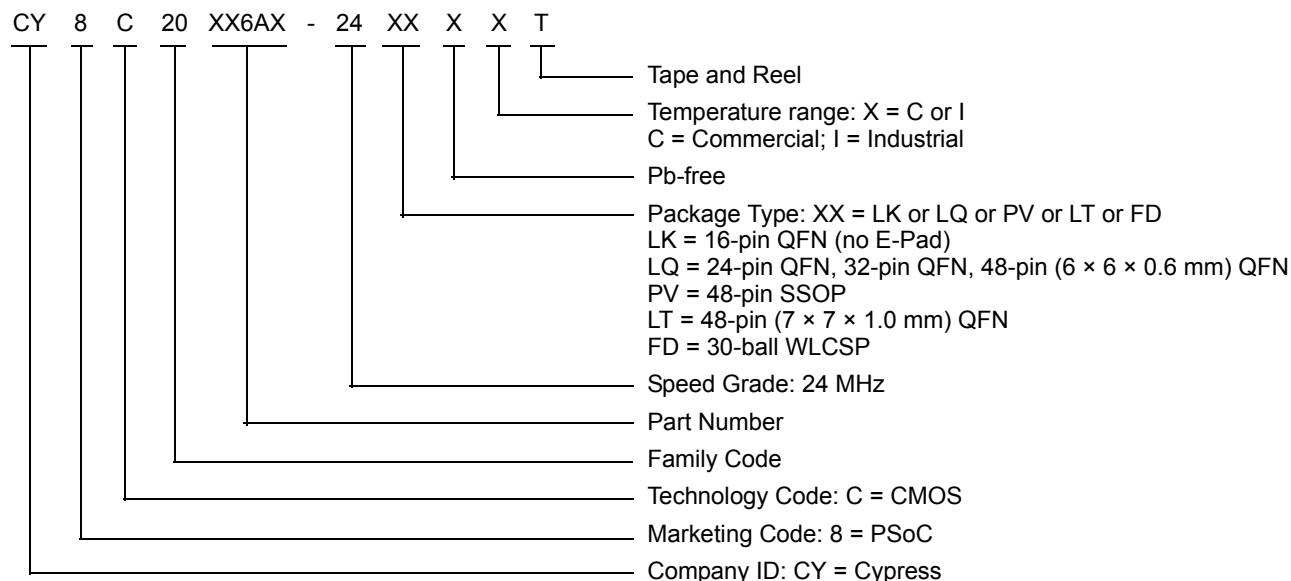 CY 8 C 20 XX6AX - 24 XX X X T
Tape and Reel
Temperature range: X = C or I
C = Commercial; I = Industrial
Pb-free
Package Type: XX = LK or LQ or PV or LT or FD
LK = 16-pin QFN (no E-Pad)
LQ = 24-pin QFN, 32-pin QFN, 48-pin (6 × 6 × 0.6 mm) QFN
PV = 48-pin SSOP
LT = 48-pin (7 × 7 × 1.0 mm) QFN
FD = 30-ball WLCSP
Speed Grade: 24 MHz
Part Number
Family Code
Technology Code: C = CMOS
Marketing Code: 8 = PSoC
Company ID: CY = Cypress